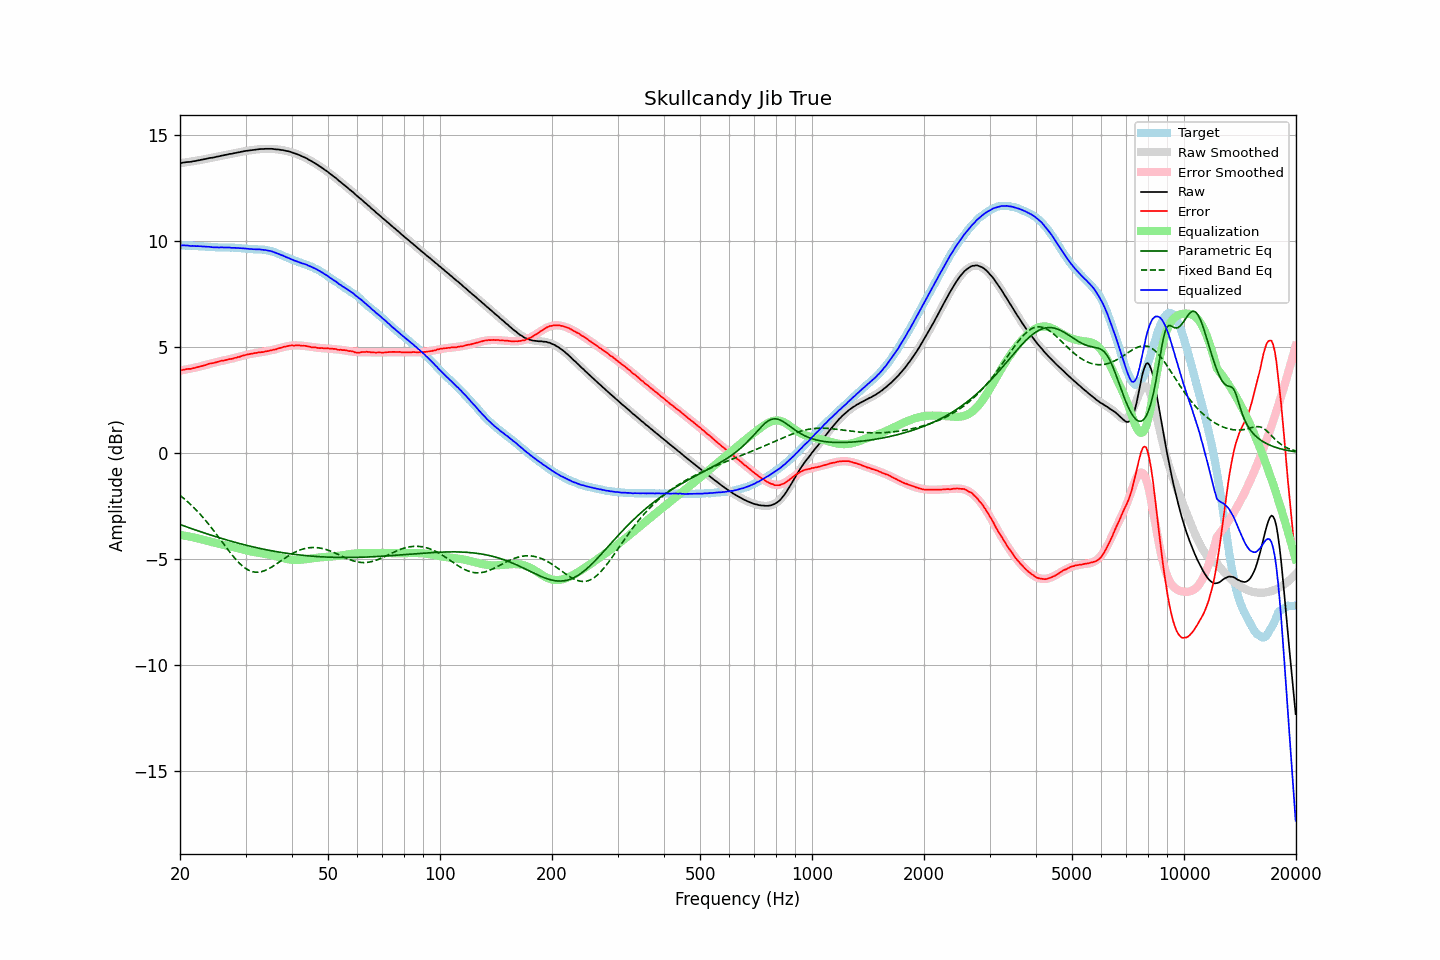 Skullcandy Jib True
Target
Raw Smoothed
Error Smoothed
Raw
Error
Equalization
Parametric Eq
Fixed Band Eq
Equalized
Amplitude (dBr)
15
10
5
0
−5
−10
−15
20 50 100 200 500 1000 2000 5000 10000 20000
Frequency (Hz)